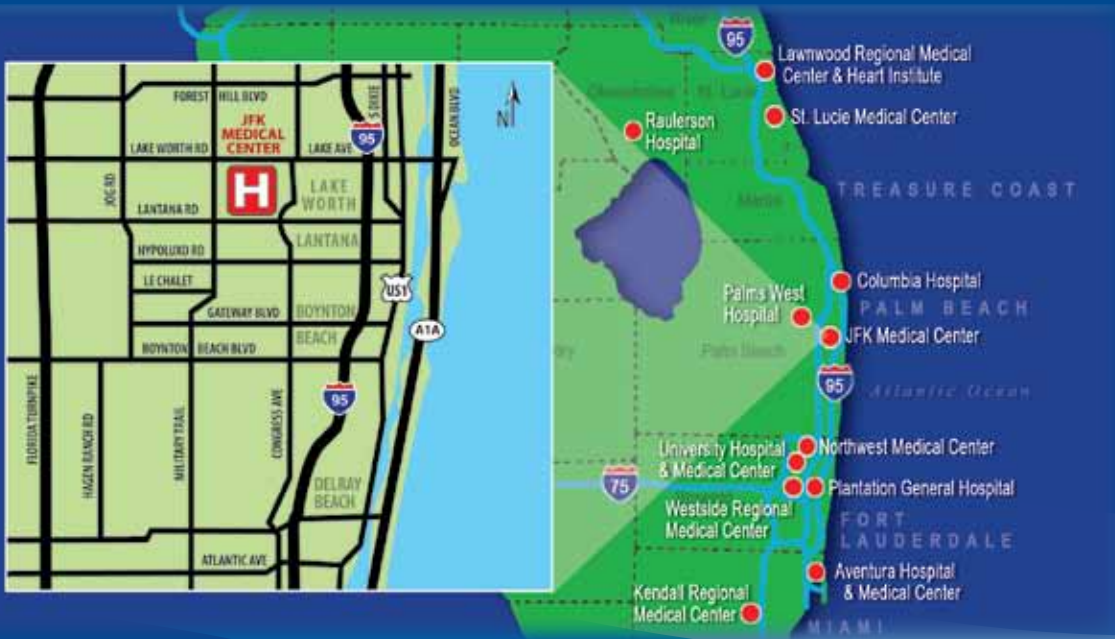 FOREST HILL BLVD
JFK
MEDICAL
CENTER
LAKE WORTH RD
LAKE AVE
H
95
S DIXIE
OCEAN BLVD
N
JOG RD
LAKE
WORTH
LANTANA RD
LANTANA
HYPOLUXO RD
LE CHALET
US1
GATEWAY BLVD
BOYNTON
BEACH
A1A
BOYNTON BEACH BLVD
95
FLORIDA TURNPIKE
HAGEN RANCH RD
MILITARY TRAIL
CONGRESS AVE
DELRAY
BEACH
ATLANTIC AVE
River
95
Lawnwood Regional Medical
Center & Heart Institute
St. Lucie Medical Center
Raulerson
Hospital
TREASURE COAST
Martin
Columbia Hospital
PALM BEACH
Palms West
Hospital
JFK Medical Center
Palm Beach
95
Atlantic Ocean
Northwest Medical Center
University Hospital
& Medical Center
75
Plantation General Hospital
Westside Regional
Medical Center
FORT
LAUDERDALE
Aventura Hospital
& Medical Center
Kendall Regional
Medical Center
MIAMI